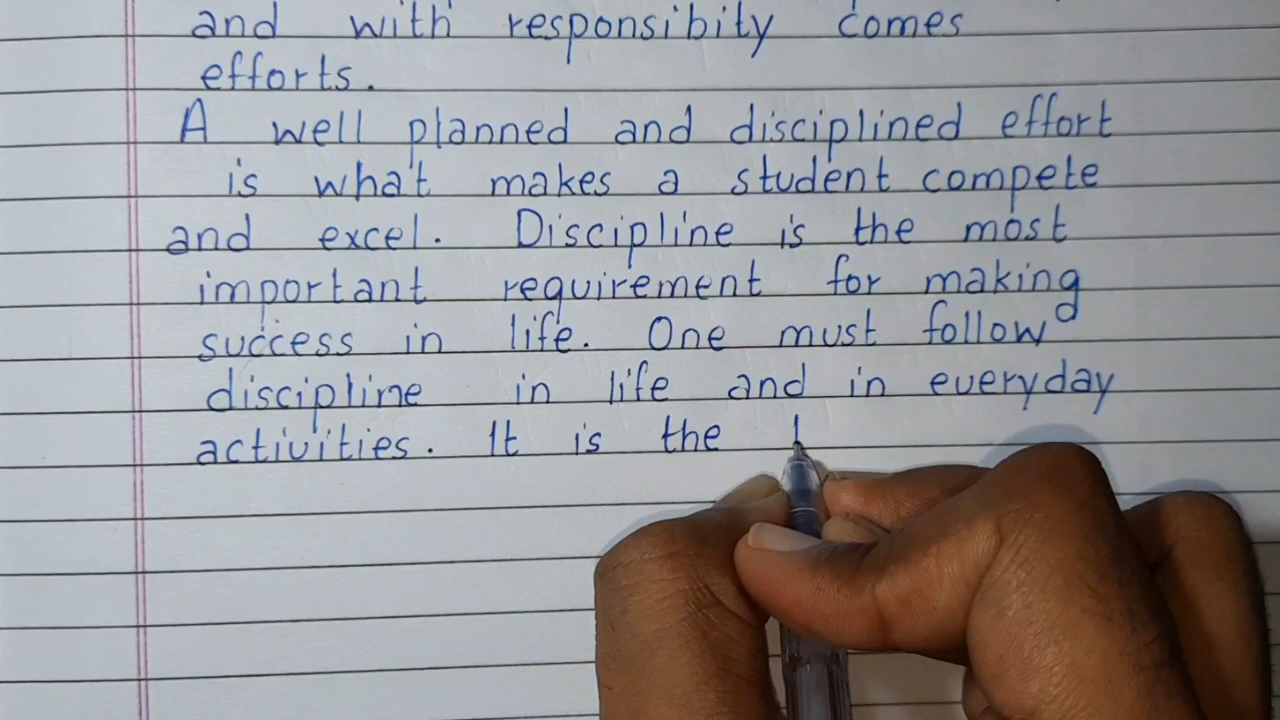 and with responsibity comes
efforts.
A well planned and disciplined effort
is what makes a student compete
and excel. Discipline is the most
important requirement for making
success in life. One must follow
discipline in life and in everyday
activities. It is the